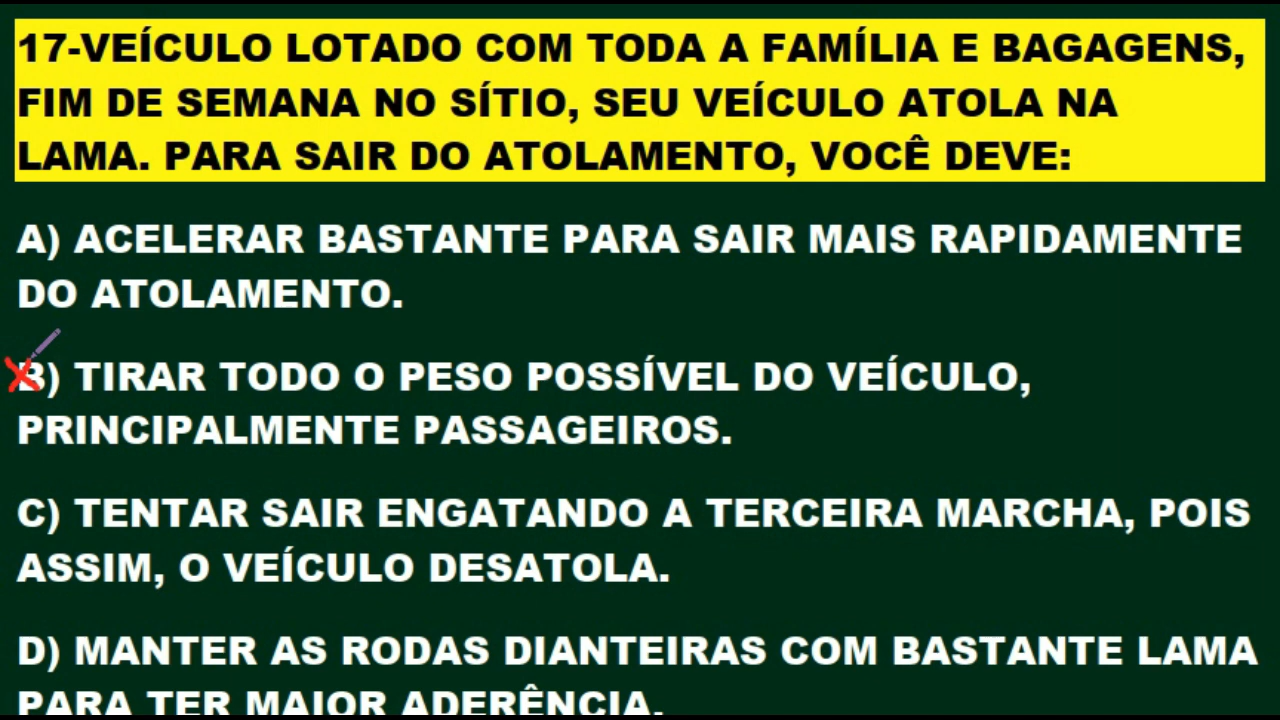 17-VEÍCULO LOTADO COM TODA A FAMÍLIA E BAGAGENS,
FIM DE SEMANA NO SÍTIO, SEU VEÍCULO ATOLA NA
LAMA. PARA SAIR DO ATOLAMENTO, VOCÊ DEVE:
A) ACELERAR BASTANTE PARA SAIR MAIS RAPIDAMENTE
DO ATOLAMENTO.
B) TIRAR TODO O PESO POSSÍVEL DO VEÍCULO,
PRINCIPALMENTE PASSAGEIROS.
C) TENTAR SAIR ENGATANDO A TERCEIRA MARCHA, POIS
ASSIM, O VEÍCULO DESATOLA.
D) MANTER AS RODAS DIANTEIRAS COM BASTANTE LAMA
PARA TER MAIOR ADERÊNCIA.